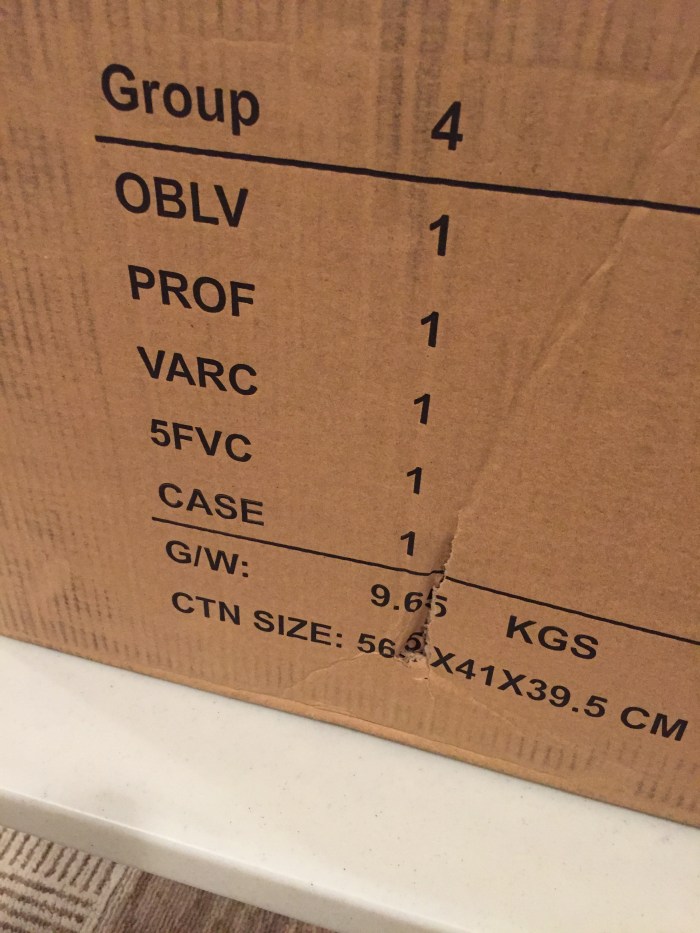 Group 4
OBLV 1
PROF 1
VARC 1
5FVC 1
CASE 1
G/W: 9.65 KGS
CTN SIZE: 56.5X41X39.5 CM